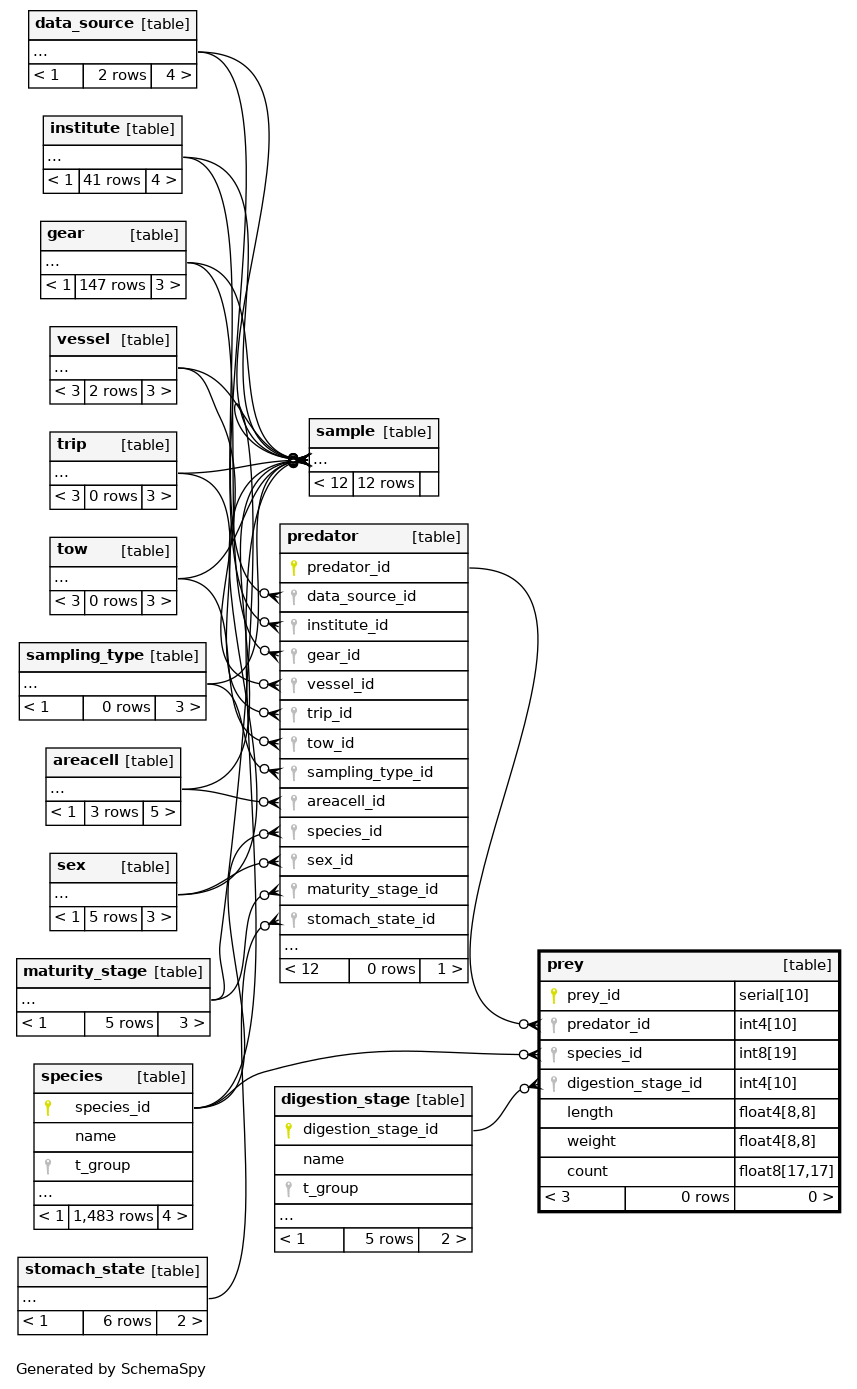 data_source [table]
...
< 1 2 rows 4 >
institute [table]
...
< 1 41 rows 4 >
gear [table]
...
< 1 147 rows 3 >
vessel [table]
...
< 3 2 rows 3 >
trip [table]
...
< 3 0 rows 3 >
tow [table]
...
< 3 0 rows 3 >
sampling_type [table]
...
< 1 0 rows 3 >
areacell [table]
...
< 1 3 rows 5 >
sex [table]
...
< 1 5 rows 3 >
maturity_stage [table]
...
< 1 5 rows 3 >
species [table]
species_id
name
t_group
...
< 1 1,483 rows 4 >
stomach_state [table]
...
< 1 6 rows 2 >
sample [table]
...
< 12 12 rows
predator [table]
predator_id
data_source_id
institute_id
gear_id
vessel_id
trip_id
tow_id
sampling_type_id
areacell_id
species_id
sex_id
maturity_stage_id
stomach_state_id
...
< 12 0 rows 1 >
digestion_stage [table]
digestion_stage_id
name
t_group
...
< 1 5 rows 2 >
prey [table]
prey_id serial[10]
predator_id int4[10]
species_id int8[19]
digestion_stage_id int4[10]
length float4[8,8]
weight float4[8,8]
count float8[17,17]
< 3 0 rows 0 >
Generated by SchemaSpy